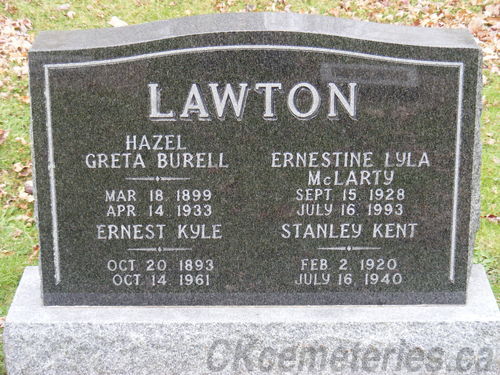 LAWTON
HAZEL
GRETA BURELL
MAR 18. 1899
APR 14. 1933
ERNEST KYLE
OCT 20 1893
OCT 14 1961
ERNESTINE LYLA
McLARTY
SEPT. 15. 1928
JULY 16. 1993
STANLEY KENT
FEB 2. 1920
JULY 16. 1940
CKcemeteries.ca